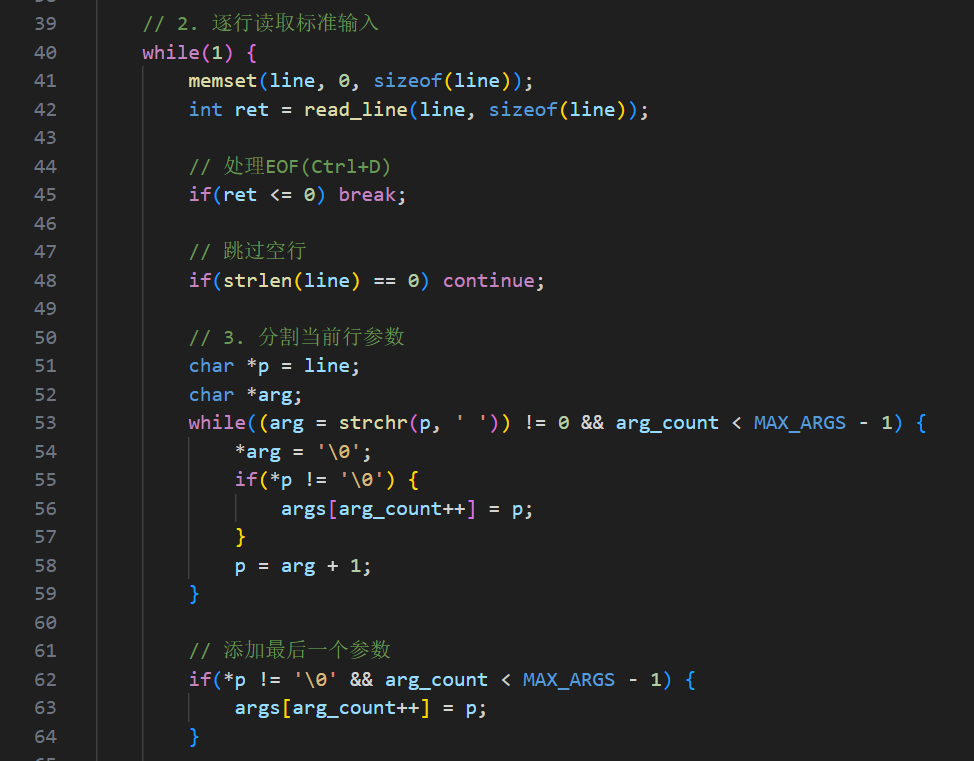 39 // 2. 逐行读取标准输入
40 while(1) {
41 memset(line, 0, sizeof(line));
42 int ret = read_line(line, sizeof(line));
43
44 // 处理EOF(Ctrl+D)
45 if(ret <= 0) break;
46
47 // 跳过空行
48 if(strlen(line) == 0) continue;
49
50 // 3. 分割当前行参数
51 char *p = line;
52 char *arg;
53 while((arg = strchr(p, ' ')) != 0 && arg_count < MAX_ARGS - 1) {
54 *arg = '\0';
55 if(*p != '\0') {
56 args[arg_count++] = p;
57 }
58 p = arg + 1;
59 }
60
61 // 添加最后一个参数
62 if(*p != '\0' && arg_count < MAX_ARGS - 1) {
63 args[arg_count++] = p;
64 }